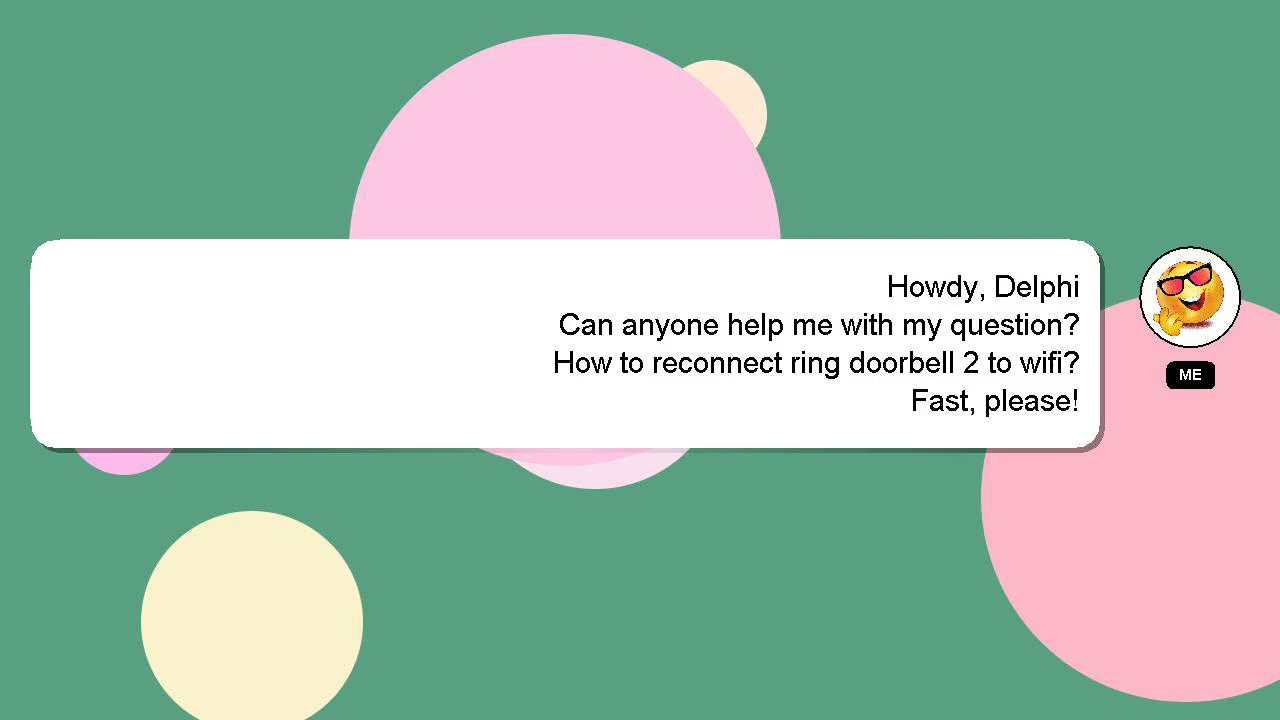 Howdy, Delphi
Can anyone help me with my question?
How to reconnect ring doorbell 2 to wifi?
Fast, please!
ME